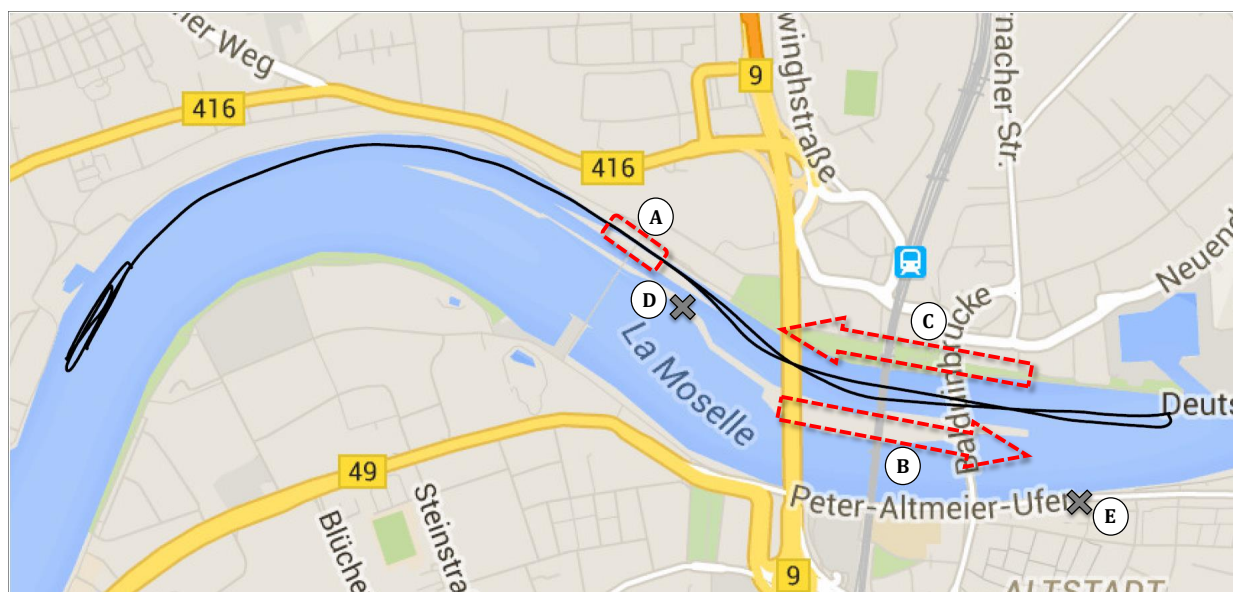 ner Weg
416
416
9
winghstraße
nacher Str.
Neuend
A
D
C
La Moselle
Balduinbrücke
Deuts
B
49
Peter-Altmeier-Ufer
E
Steinstra
Blüche
9
ALTSTADT